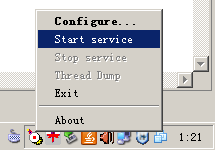 Configure...
Start service
Stop service
Thread Dump
Exit
About
1:21